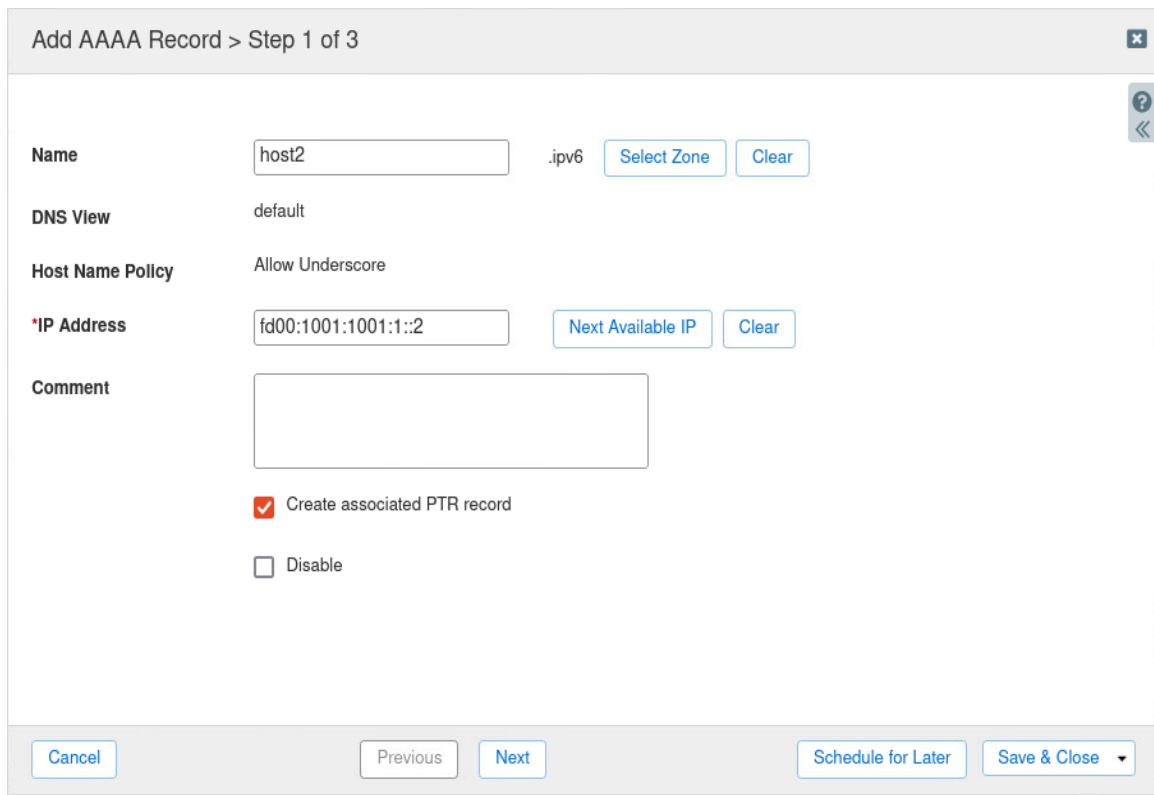 Add AAAA Record > Step 1 of 3
Name host2 .ipv6 Select Zone Clear
DNS View default
Host Name Policy Allow Underscore
*IP Address fd00:1001:1001:1::2 Next Available IP Clear
Comment
Create associated PTR record
Disable
Cancel Previous Next Schedule for Later Save & Close